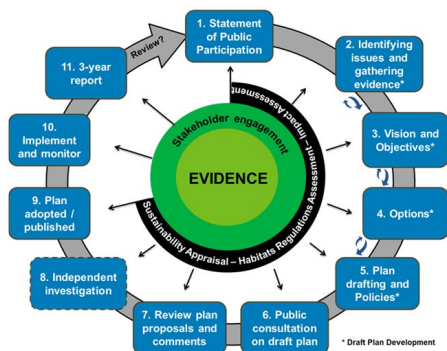 1. Statement
of Public
Participation
2. Identifying
issues and
gathering
evidence*
3. Vision and
Objectives*
4. Options*
5. Plan
drafting and
Policies*
6. Public
consultation
on draft plan
7. Review plan
proposals and
comments
8. Independent
investigation
9. Plan
adopted /
published
10.
Implement
and monitor
11. 3-year
report
Review?
Stakeholder engagement
EVIDENCE
Sustainability Appraisal – Habitats Regulations Assessment – Impact Assessment
* Draft Plan Development